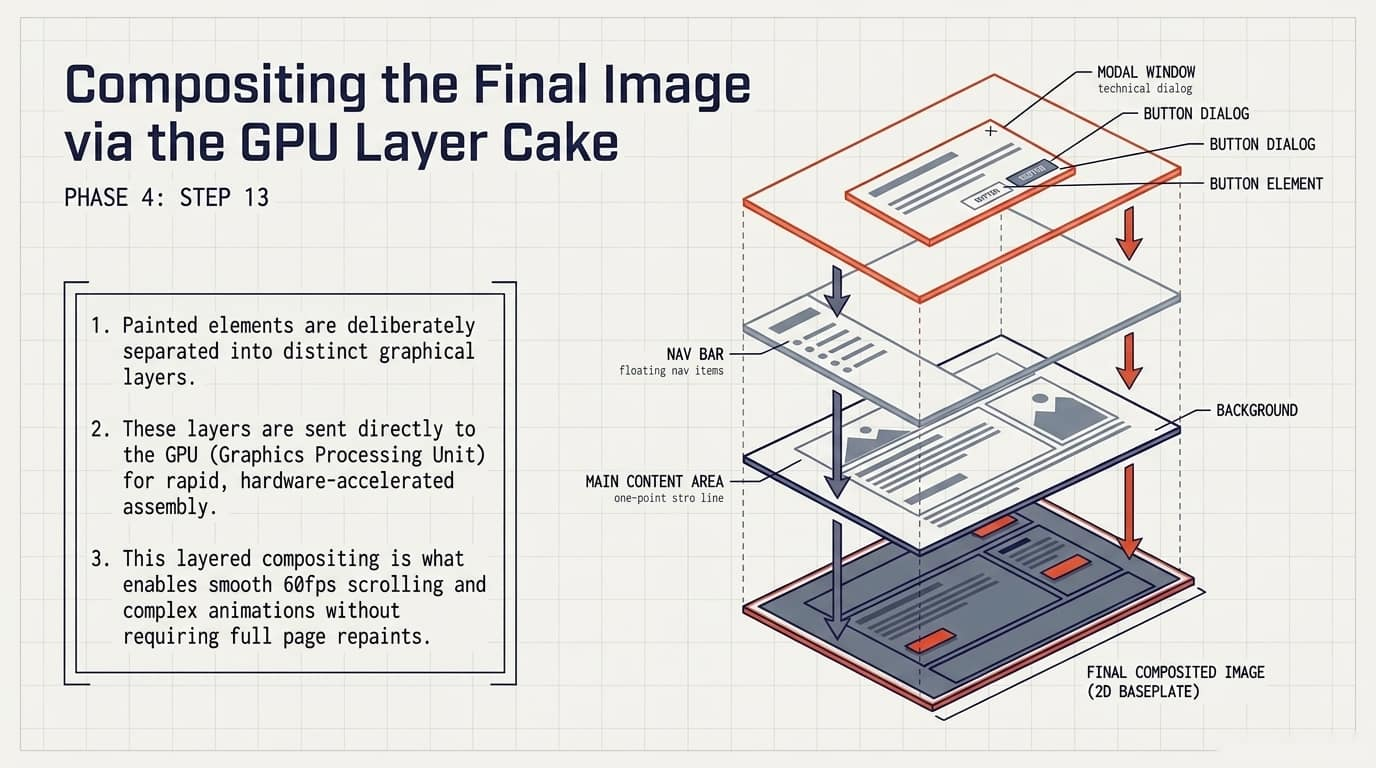 Compositing the Final Image
via the GPU Layer Cake
PHASE 4: STEP 13
1. Painted elements are deliberately
separated into distinct graphical
layers.
2. These layers are sent directly to
the GPU (Graphics Processing Unit)
for rapid, hardware-accelerated
assembly.
3. This layered compositing is what
enables smooth 60fps scrolling and
complex animations without
requiring full page repaints.
MODAL WINDOW
technical dialog
BUTTON DIALOG
BUTTON DIALOG
BUTTON ELEMENT
BUTTON
NAV BAR
floating nav items
BACKGROUND
MAIN CONTENT AREA
one-point stro line
FINAL COMPOSITED IMAGE
(2D BASEPLATE)